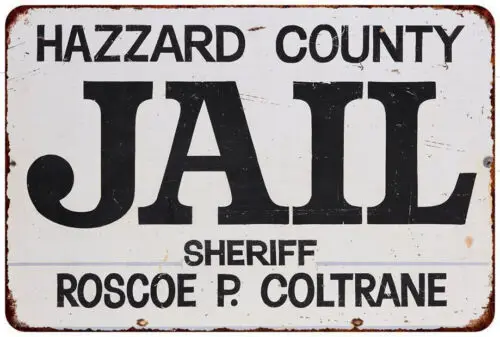 HAZZARD COUNTY
JAIL
SHERIFF
ROSCOE P. COLTRANE